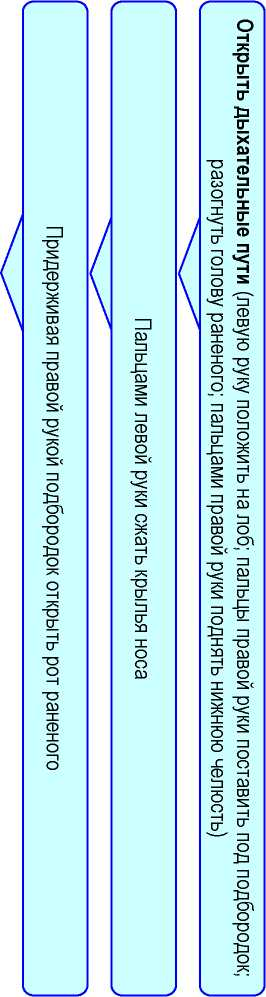 Открыть дыхательные пути (левую руку положить на лоб; пальцы правой руки поставить под подбородок;
разогнуть голову раненого; пальцами правой руки поднять нижнюю челюсть)
Пальцами левой руки сжать крылья носа
Придерживая правой рукой подбородок открыть рот раненого